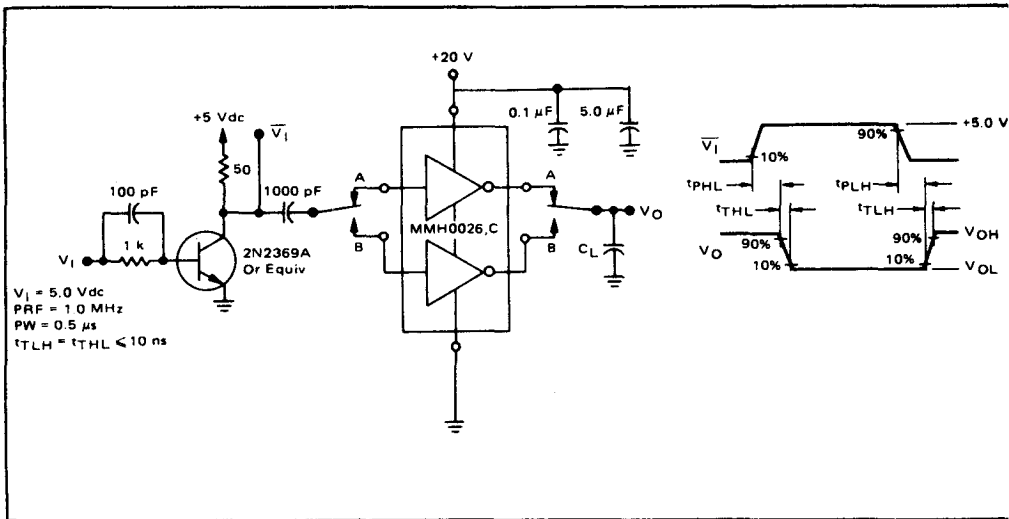 +20 V
0.1 µF
5.0 µF
+5 Vdc
V̅I̅
50
100 pF
1000 pF
1 k
VI
2N2369A
Or Equiv
VI = 5.0 Vdc
PRF = 1.0 MHz
PW = 0.5 µs
tTLH = tTHL ≤ 10 ns
A
B
MMH0026,C
A
B
VO
CL
V̅I̅
10%
90%
+5.0 V
tPHL
tPLH
tTHL
tTLH
VO
90%
10%
90%
10%
VOH
VOL